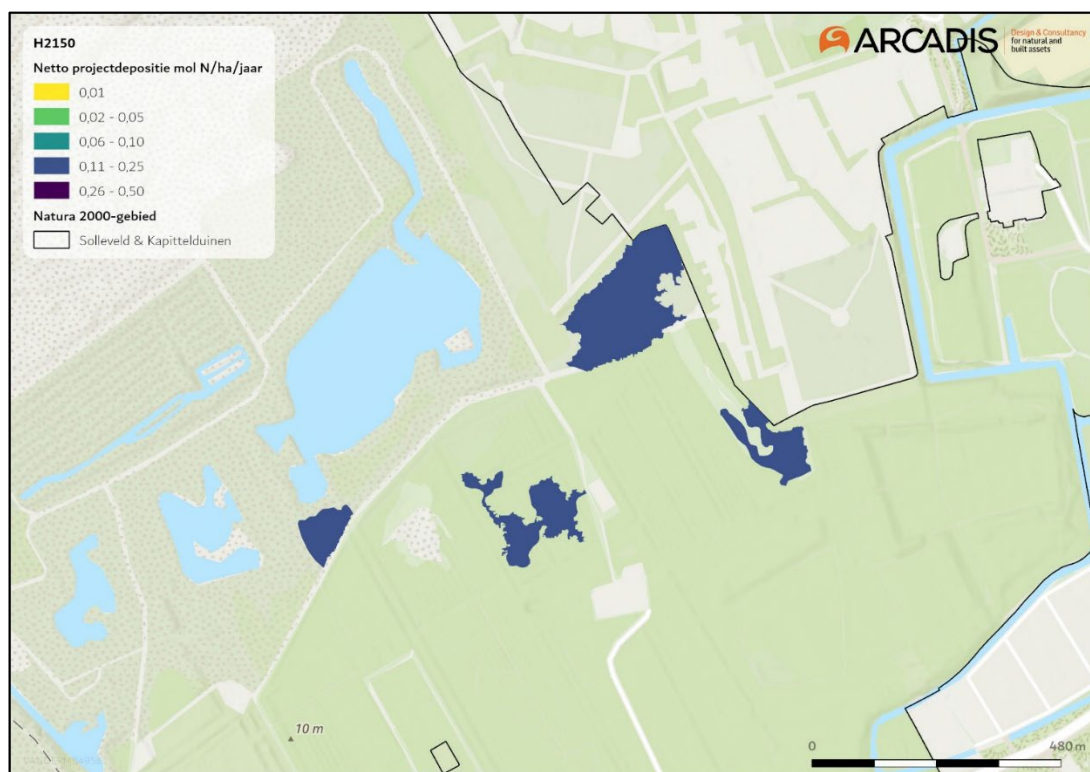 H2150
Netto projectdepositie mol N/ha/jaar
0,01
0,02 - 0,05
0,06 - 0,10
0,11 - 0,25
0,26 - 0,50
Natura 2000-gebied
Solleveld & Kapittelduinen
ARCADIS
Design & Consultancy
for natural and
built assets
10 m
0
480 m